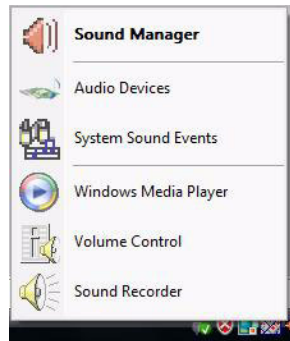 Sound Manager
Audio Devices
System Sound Events
Windows Media Player
Volume Control
Sound Recorder